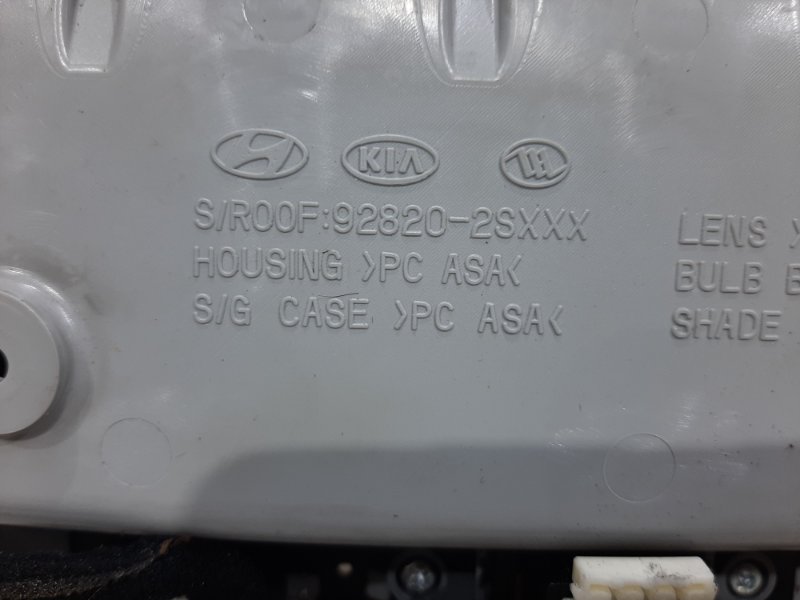 KIA
S/ROOF:92820-2SXXX
HOUSING >PC ASA<
S/G CASE >PC ASA<
LENS >
BULB B
SHADE